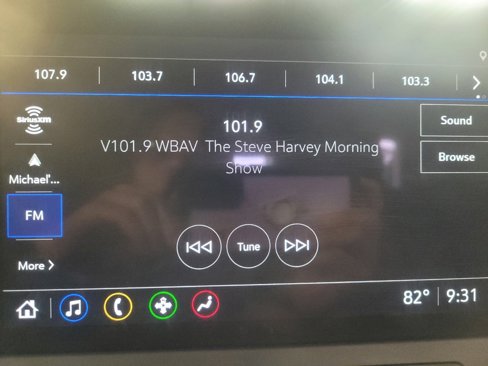 107.9 103.7 106.7 104.1 103.3
SiriusXM
101.9
Sound
V101.9 WBAV The Steve Harvey Morning
Show
Browse
Michael'...
FM
Tune
More
82° 9:31